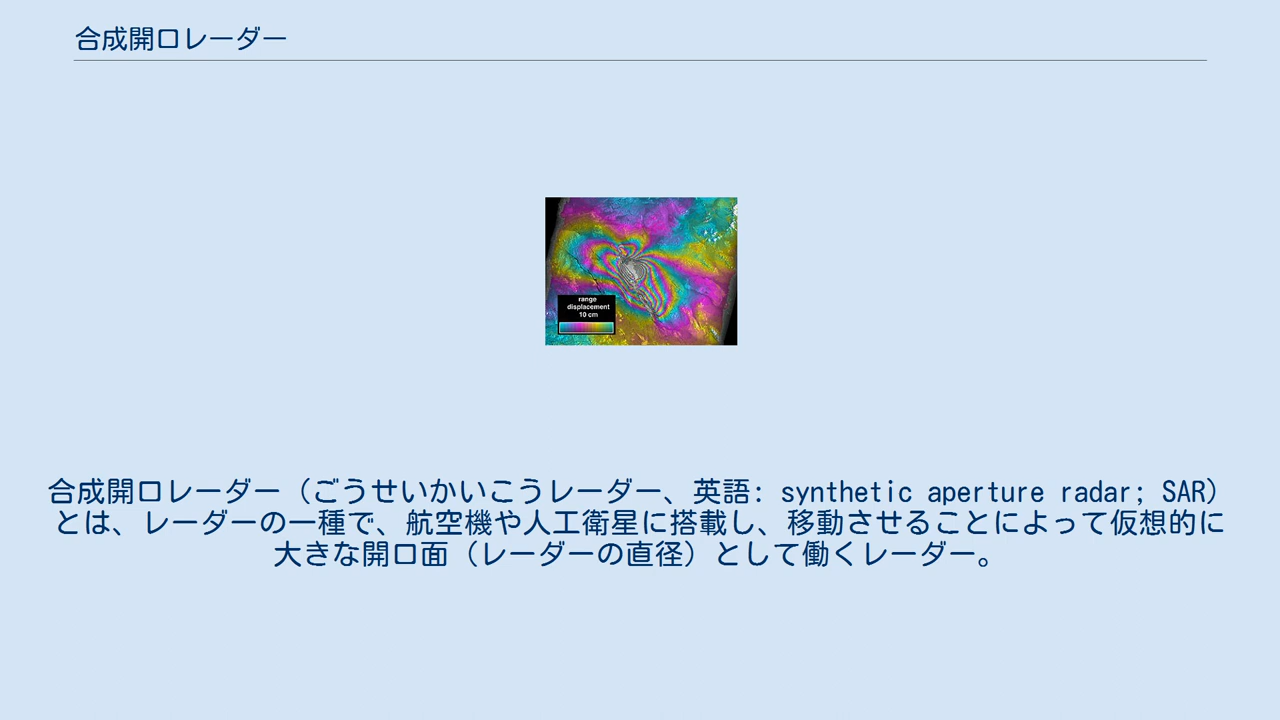 合成開口レーダー
range
displacement
10 cm
合成開口レーダー（ごうせいかいこうレーダー、英語: synthetic aperture radar; SAR）
とは、レーダーの一種で、航空機や人工衛星に搭載し、移動させることによって仮想的に
大きな開口面（レーダーの直径）として働くレーダー。